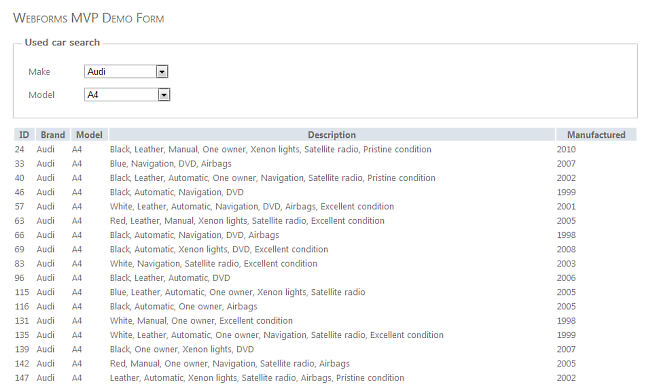 Webforms MVP Demo Form
Used car search
Make Audi
Model A4
ID Brand Model Description Manufactured
24 Audi A4 Black, Leather, Manual, One owner, Xenon lights, Satellite radio, Pristine condition 2010
33 Audi A4 Blue, Navigation, DVD, Airbags 2007
40 Audi A4 Black, Leather, Automatic, One owner, Navigation, Satellite radio, Pristine condition 2002
46 Audi A4 Black, Automatic, Navigation, DVD 1999
57 Audi A4 White, Leather, Automatic, Navigation, DVD, Airbags, Excellent condition 2001
63 Audi A4 Red, Leather, Manual, Xenon lights, Satellite radio, Excellent condition 2005
66 Audi A4 Black, Automatic, Navigation, DVD, Airbags 1998
69 Audi A4 Black, Automatic, Xenon lights, DVD, Excellent condition 2008
83 Audi A4 White, Navigation, Satellite radio, Excellent condition 2003
96 Audi A4 Black, Leather, Automatic, DVD 2006
115 Audi A4 Blue, Leather, Automatic, One owner, Xenon lights, Satellite radio 2005
116 Audi A4 Black, Automatic, One owner, Airbags 2005
131 Audi A4 White, Manual, One owner, Excellent condition 1998
135 Audi A4 White, Leather, Automatic, One owner, Navigation, Satellite radio, Excellent condition 1999
139 Audi A4 Black, One owner, Xenon lights, DVD 2007
142 Audi A4 Red, Manual, One owner, Navigation, Satellite radio, Airbags 2005
147 Audi A4 Leather, Automatic, Xenon lights, Satellite radio, Airbags, Pristine condition 2002